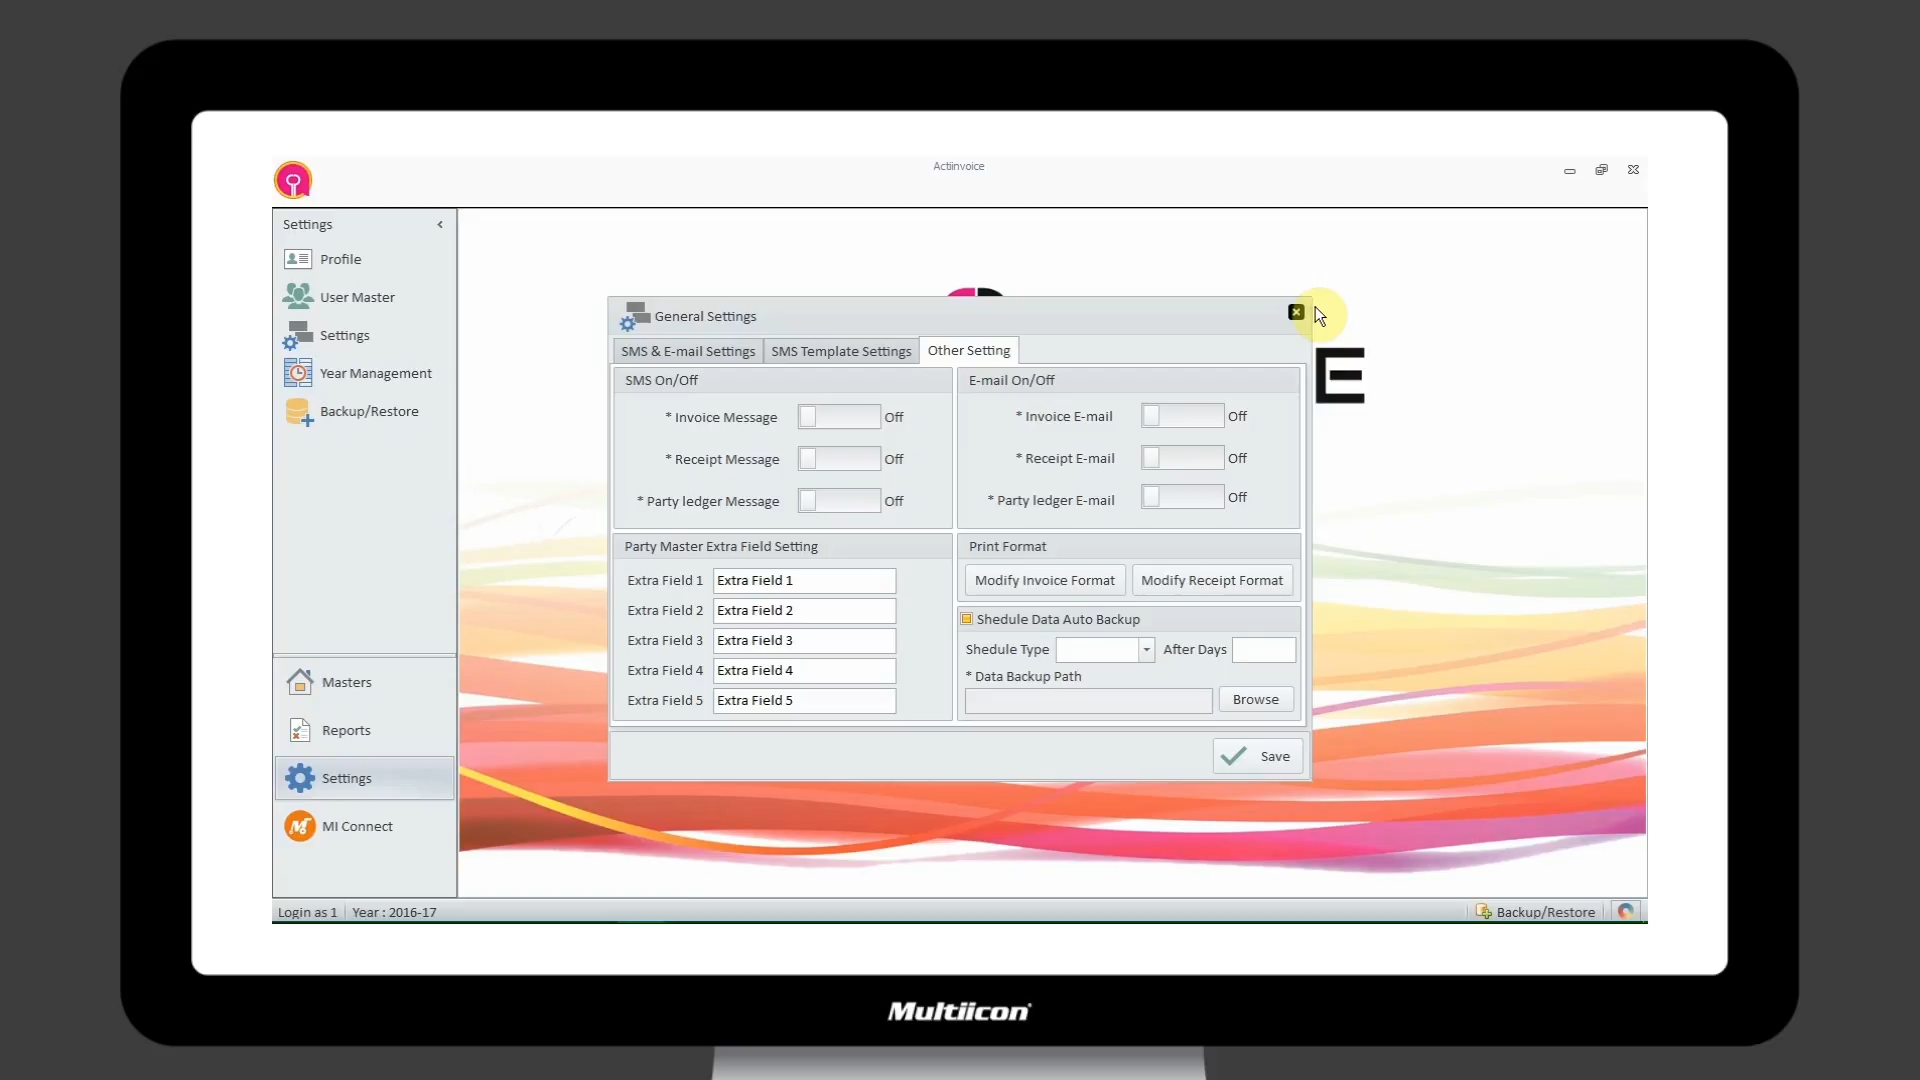 Actiinvoice
Settings
Profile
User Master
Settings
Year Management
Backup/Restore
Masters
Reports
Settings
MI Connect
E
General Settings
SMS & E-mail Settings SMS Template Settings Other Setting
SMS On/Off
* Invoice Message Off
* Receipt Message Off
* Party ledger Message Off
E-mail On/Off
* Invoice E-mail Off
* Receipt E-mail Off
* Party ledger E-mail Off
Party Master Extra Field Setting
Extra Field 1 Extra Field 1
Extra Field 2 Extra Field 2
Extra Field 3 Extra Field 3
Extra Field 4 Extra Field 4
Extra Field 5 Extra Field 5
Print Format
Modify Invoice Format Modify Receipt Format
Shedule Data Auto Backup
Shedule Type After Days
* Data Backup Path
Browse
Save
Login as 1 Year : 2016-17 Backup/Restore
Multiicon